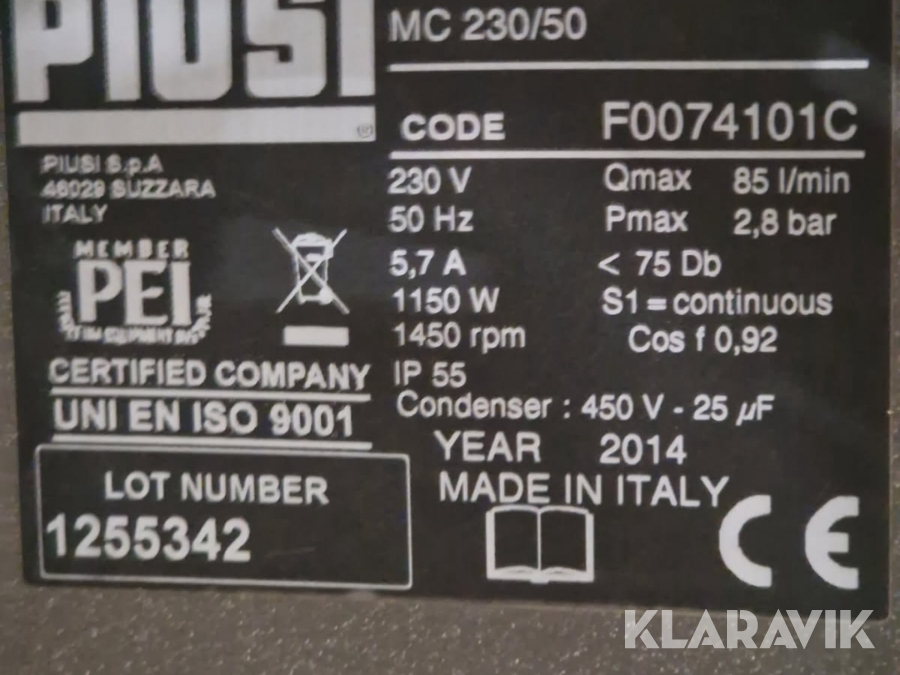 PIUSI
MC 230/50
CODE F0074101C
PIUSI S.p.A
46029 SUZZARA
ITALY
230 V Qmax 85 l/min
50 Hz Pmax 2,8 bar
5,7 A < 75 Db
1150 W S1 = continuous
1450 rpm Cos f 0,92
IP 55
Condenser : 450 V - 25 µF
MEMBER
PEI
CERTIFIED COMPANY
UNI EN ISO 9001
YEAR 2014
MADE IN ITALY
LOT NUMBER
1255342
CE
KLARAVIK